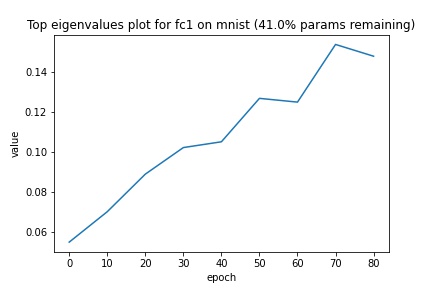 Top eigenvalues plot for fc1 on mnist (41.0% params remaining)
0.14
0.12
0.10
0.08
0.06
value
0 10 20 30 40 50 60 70 80
epoch